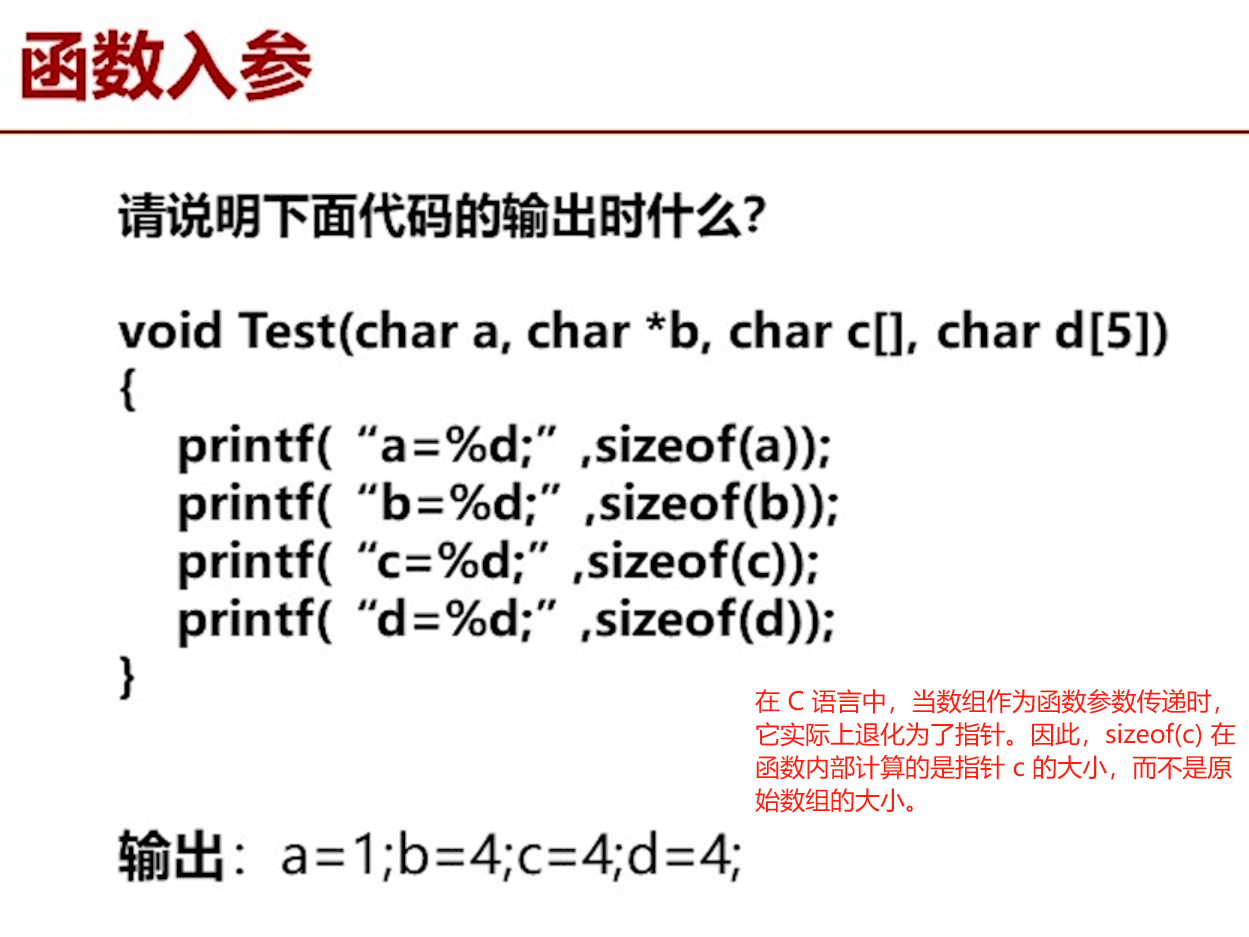 函数入参
请说明下面代码的输出时什么？
void Test(char a, char *b, char c[], char d[5])
{
printf( “a=%d;” ,sizeof(a));
printf( “b=%d;” ,sizeof(b));
printf( “c=%d;” ,sizeof(c));
printf( “d=%d;” ,sizeof(d));
}
在 C 语言中，当数组作为函数参数传递时，
它实际上退化为了指针。因此，sizeof(c) 在
函数内部计算的是指针 c 的大小，而不是原
始数组的大小。
输出：a=1;b=4;c=4;d=4;